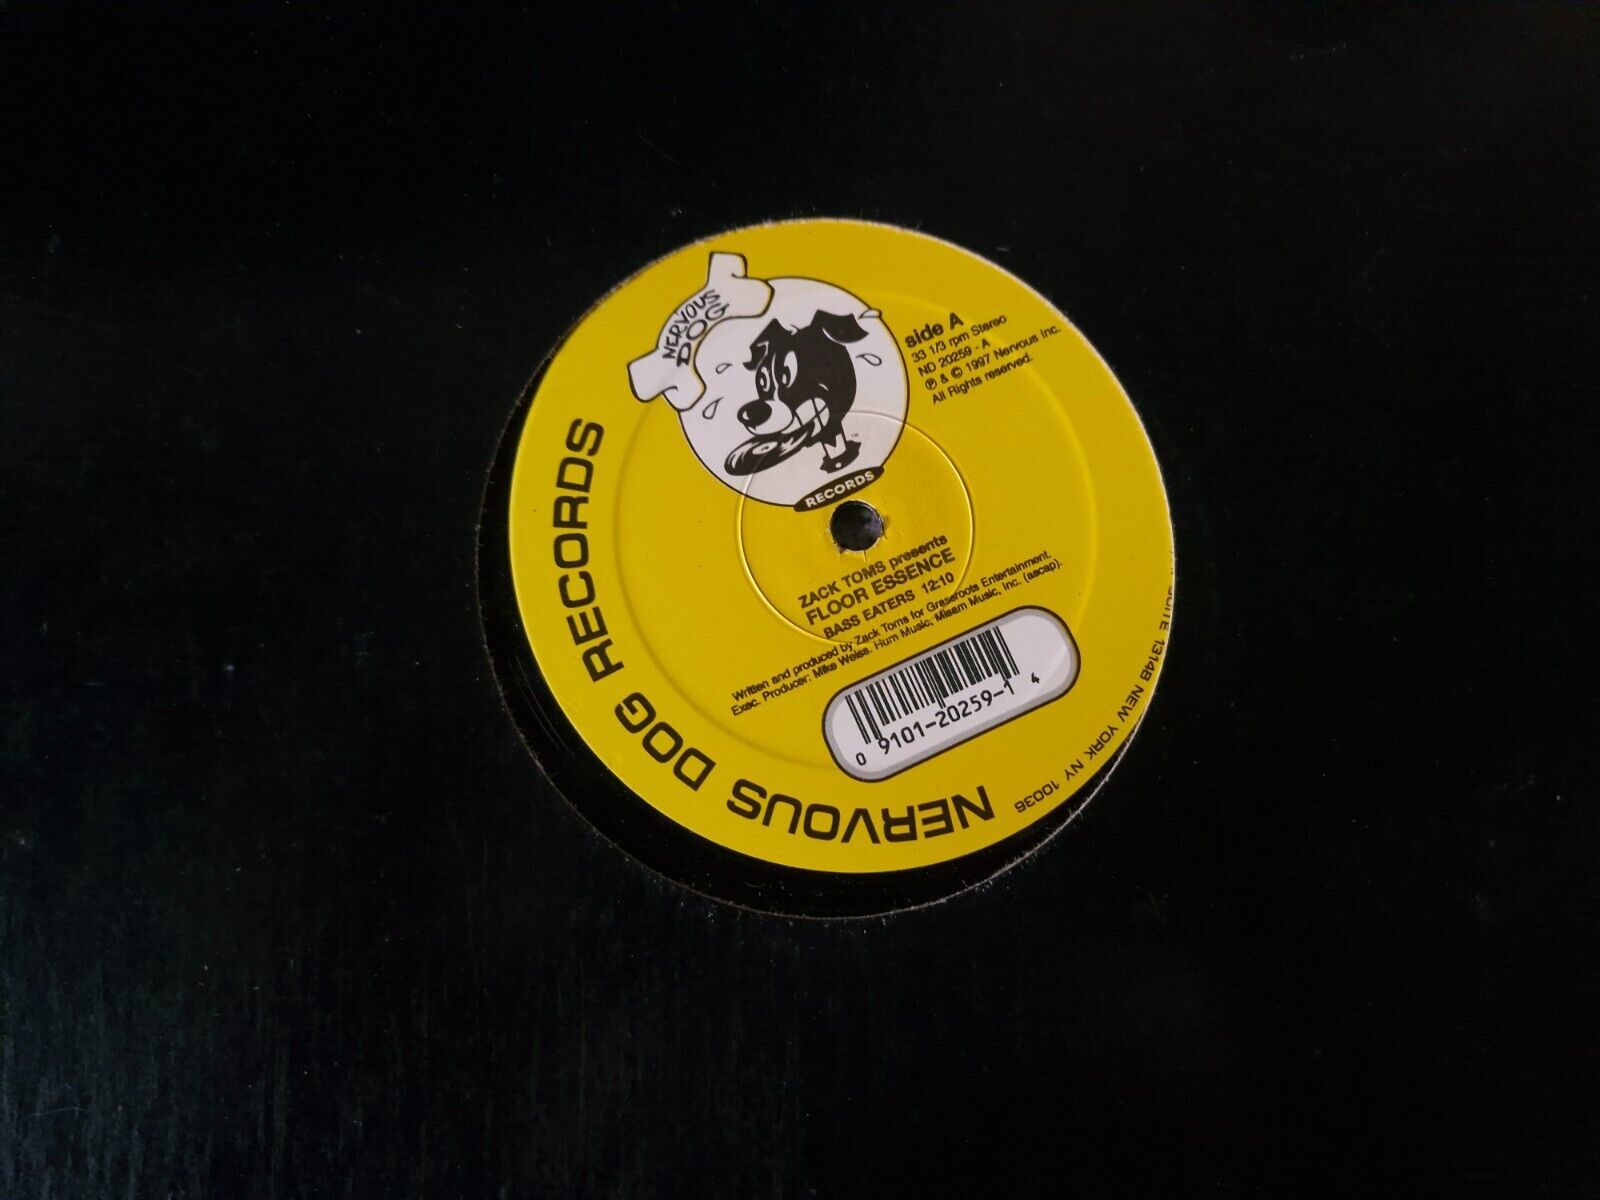 NERVOUS
DOG
RECORDS
side A
33 1/3 rpm Stereo
ND 20259 - A
℗ & © 1997 Nervous Inc.
All Rights reserved.
ZACK TOMS presents
FLOOR ESSENCE
BASS EATERS 12:10
Written and produced by Zack Toms for Grassroots Entertainment.
Exec. Producer: Mike Weiss. Hum Music, Misam Music, Inc. (ascap).
0 9101-20259-1 4
NERVOUS DOG RECORDS
SUITE 1314B NEW YORK NY 10036